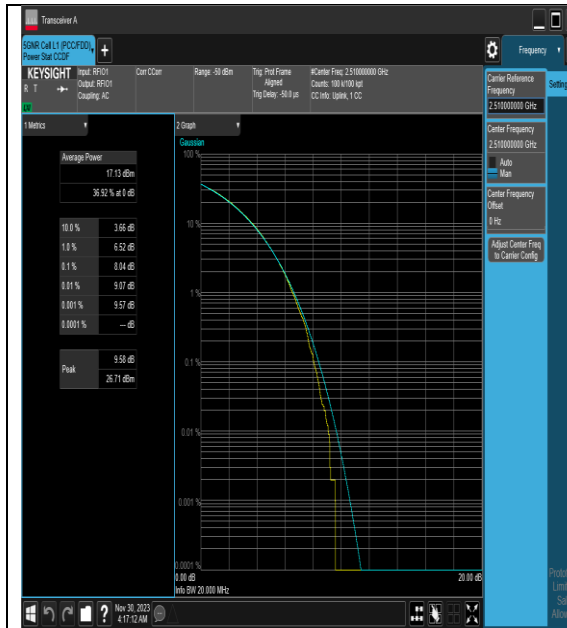 Transceiver A
5GNR Cell L1 (PCC/FDD)
Power Stat CCDF
+
Frequency
KEYSIGHT
R T
Input: RFIO1
Output: RFIO1
Coupling: AC
Corr CCorr
Range: -50 dBm
Trig: Prot Frame
Aligned
Trig Delay: -50.0 µs
#Center Freq: 2.510000000 GHz
Counts: 100 k/100 kpt
CC Info: Uplink, 1 CC
1 Metrics
Average Power
17.13 dBm
36.92 % at 0 dB
10.0 % 3.66 dB
1.0 % 6.52 dB
0.1 % 8.04 dB
0.01 % 9.07 dB
0.001 % 9.57 dB
0.0001 % --- dB
Peak 9.58 dB
26.71 dBm
2 Graph
Gaussian
100 %
10 %
1 %
0.1 %
0.01 %
0.001 %
0.0001 %
0.00 dB 20.00 dB
Info BW 20.000 MHz
Carrier Reference
Frequency
2.510000000 GHz
Center Frequency
2.510000000 GHz
Auto
Man
Center Frequency
Offset
0 Hz
Adjust Center Freq
to Carrier Config
Setting
?
Nov 30, 2023
4:17:12 AM